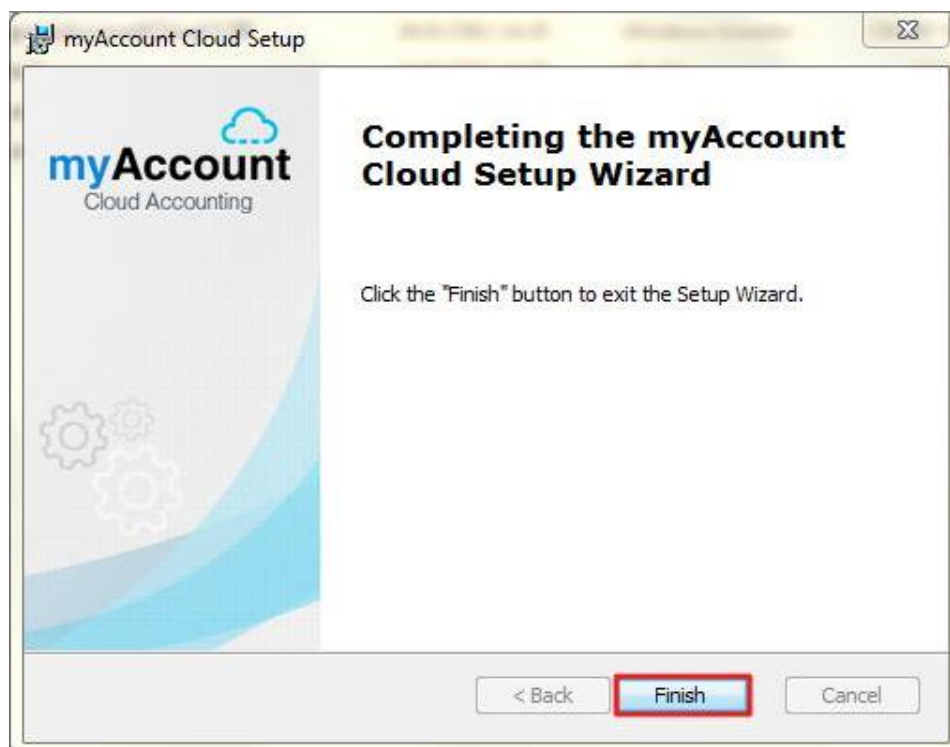 myAccount Cloud Setup
myAccount
Cloud Accounting
Completing the myAccount
Cloud Setup Wizard
Click the "Finish" button to exit the Setup Wizard.
< Back
Finish
Cancel